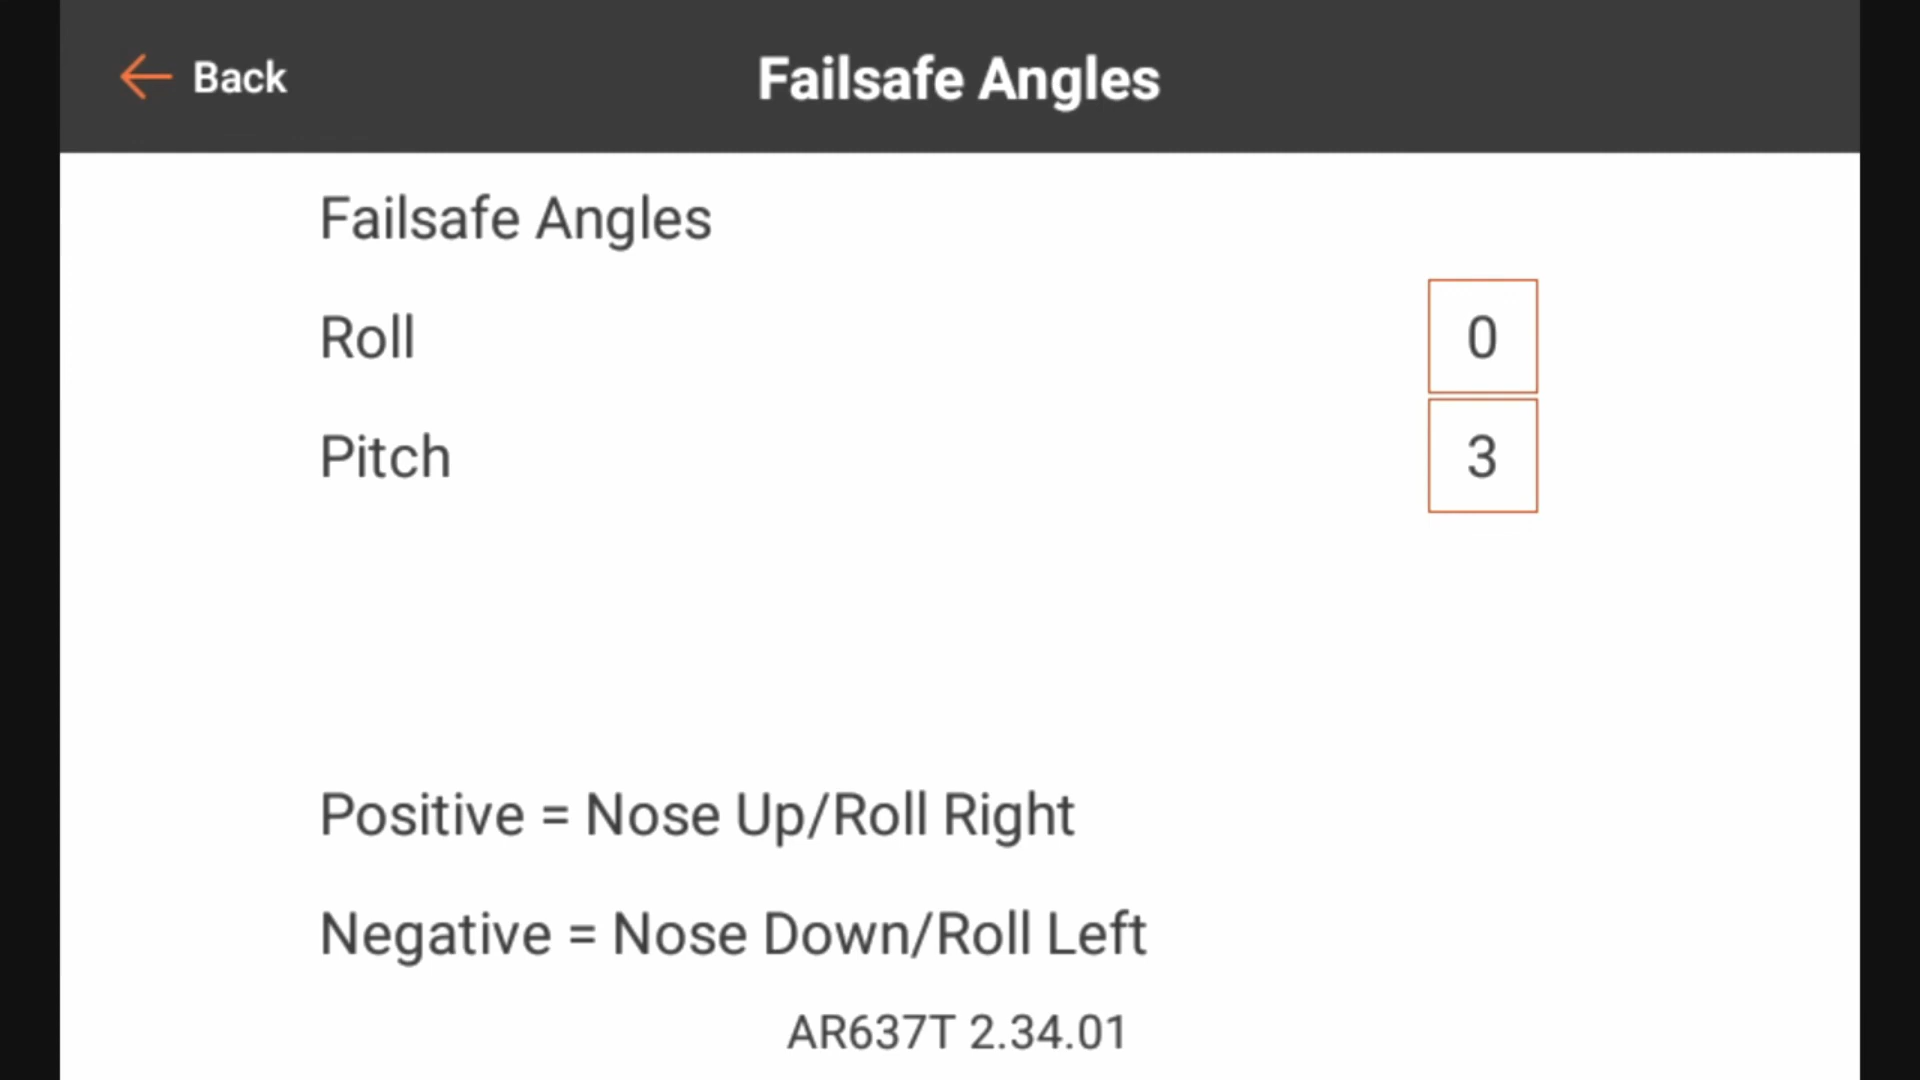 Back
Failsafe Angles
Failsafe Angles
Roll 0
Pitch 3
Positive = Nose Up/Roll Right
Negative = Nose Down/Roll Left
AR637T 2.34.01